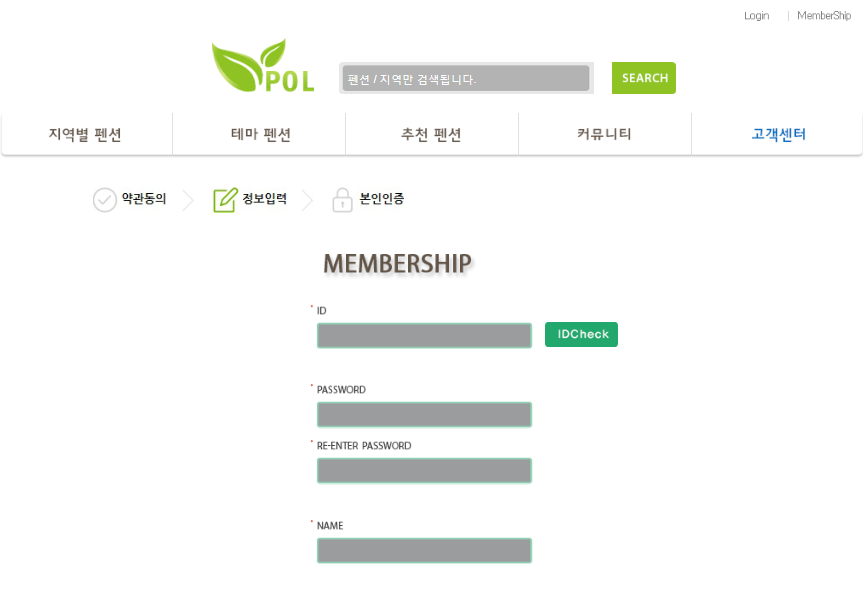 Login | MemberShip
POL
펜션 / 지역만 검색됩니다.
SEARCH
지역별 펜션
테마 펜션
추천 펜션
커뮤니티
고객센터
약관동의
정보입력
본인인증
MEMBERSHIP
* ID
IDCheck
* PASSWORD
* RE-ENTER PASSWORD
* NAME